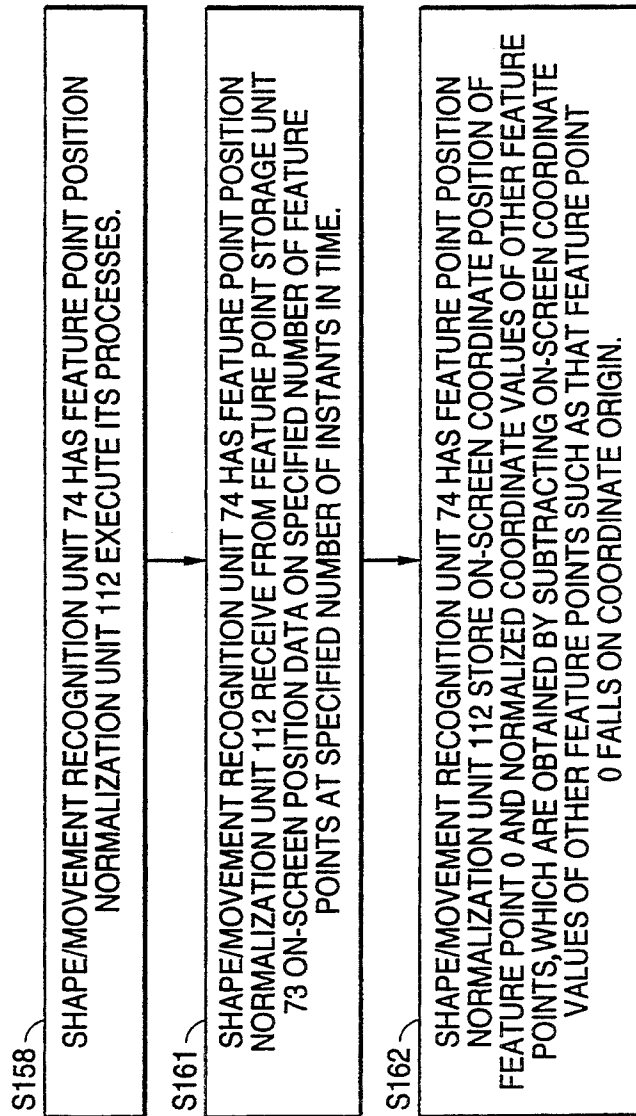 S158
SHAPE/MOVEMENT RECOGNITION UNIT 74 HAS FEATURE POINT POSITION
NORMALIZATION UNIT 112 EXECUTE ITS PROCESSES.
S161
SHAPE/MOVEMENT RECOGNITION UNIT 74 HAS FEATURE POINT POSITION
NORMALIZATION UNIT 112 RECEIVE FROM FEATURE POINT STORAGE UNIT
73 ON-SCREEN POSITION DATA ON SPECIFIED NUMBER OF FEATURE
POINTS AT SPECIFIED NUMBER OF INSTANTS IN TIME.
S162
SHAPE/MOVEMENT RECOGNITION UNIT 74 HAS FEATURE POINT POSITION
NORMALIZATION UNIT 112 STORE ON-SCREEN COORDINATE POSITION OF
FEATURE POINT 0 AND NORMALIZED COORDINATE VALUES OF OTHER FEATURE
POINTS, WHICH ARE OBTAINED BY SUBTRACTING ON-SCREEN COORDINATE
VALUES OF OTHER FEATURE POINTS SUCH AS THAT FEATURE POINT
0 FALLS ON COORDINATE ORIGIN.